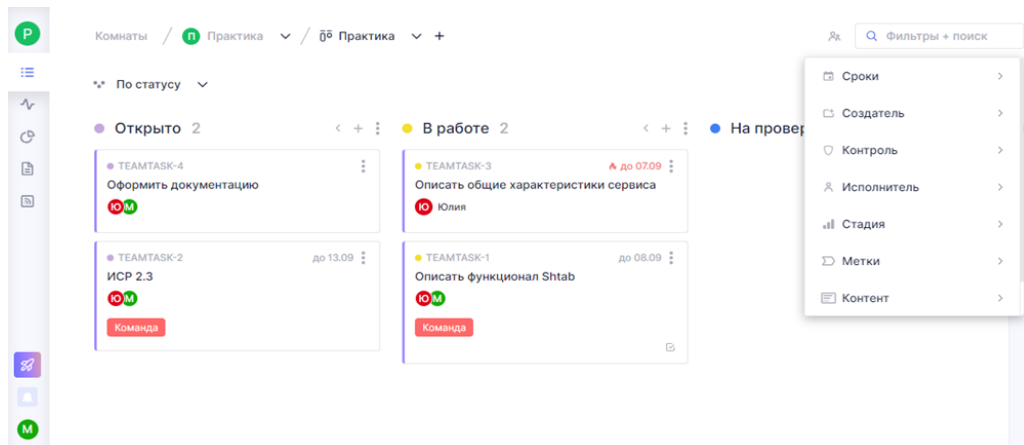 P
Комнаты / П Практика / Практика +
Фильтры + поиск
По статусу
Открыто 2
TEAMTASK-4
Оформить документацию
Ю М
TEAMTASK-2 до 13.09
ИСР 2.3
Ю М
Команда
В работе 2
TEAMTASK-3 до 07.09
Описать общие характеристики сервиса
Ю Юлия
TEAMTASK-1 до 08.09
Описать функционал Shtab
Ю М
Команда
На провер
Сроки
Создатель
Контроль
Исполнитель
Стадия
Метки
Контент
М